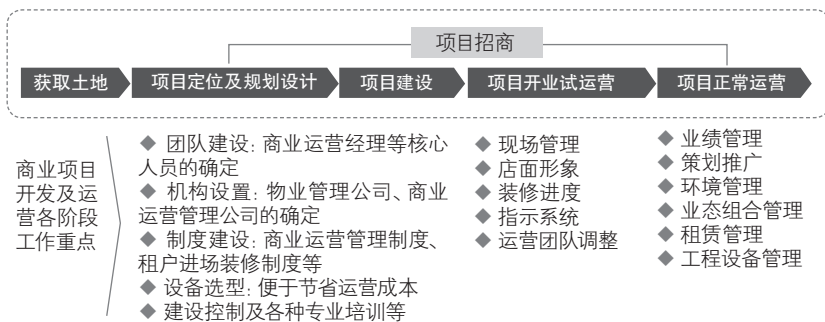 项目招商
获取土地
项目定位及规划设计
项目建设
项目开业试运营
项目正常运营
商业项目
开发及运
营各阶段
工作重点
◆ 团队建设：商业运营经理等核心
人员的确定
◆ 机构设置：物业管理公司、商业
运营管理公司的确定
◆ 制度建设：商业运营管理制度、
租户进场装修制度等
◆ 设备选型：便于节省运营成本
◆ 建设控制及各种专业培训等
◆ 现场管理
◆ 店面形象
◆ 装修进度
◆ 指示系统
◆ 运营团队调整
◆ 业绩管理
◆ 策划推广
◆ 环境管理
◆ 业态组合管理
◆ 租赁管理
◆ 工程设备管理